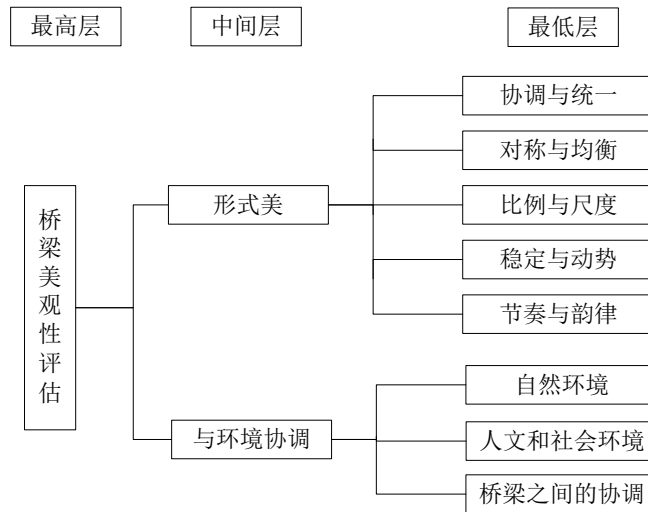 最高层
中间层
最低层
桥梁美观性评估
形式美
协调与统一
对称与均衡
比例与尺度
稳定与动势
节奏与韵律
与环境协调
自然环境
人文和社会环境
桥梁之间的协调